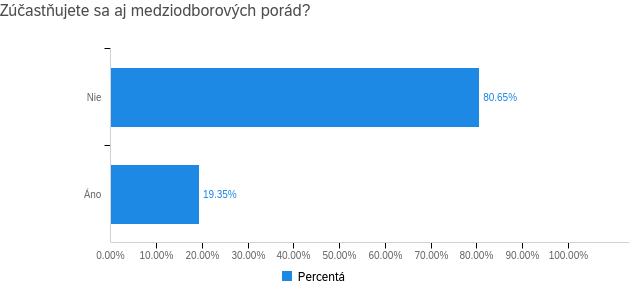 Zúčastňujete sa aj medziodborových porád?
Nie
80.65%
Áno
19.35%
0.00% 10.00% 20.00% 30.00% 40.00% 50.00% 60.00% 70.00% 80.00% 90.00% 100.00%
Percentá